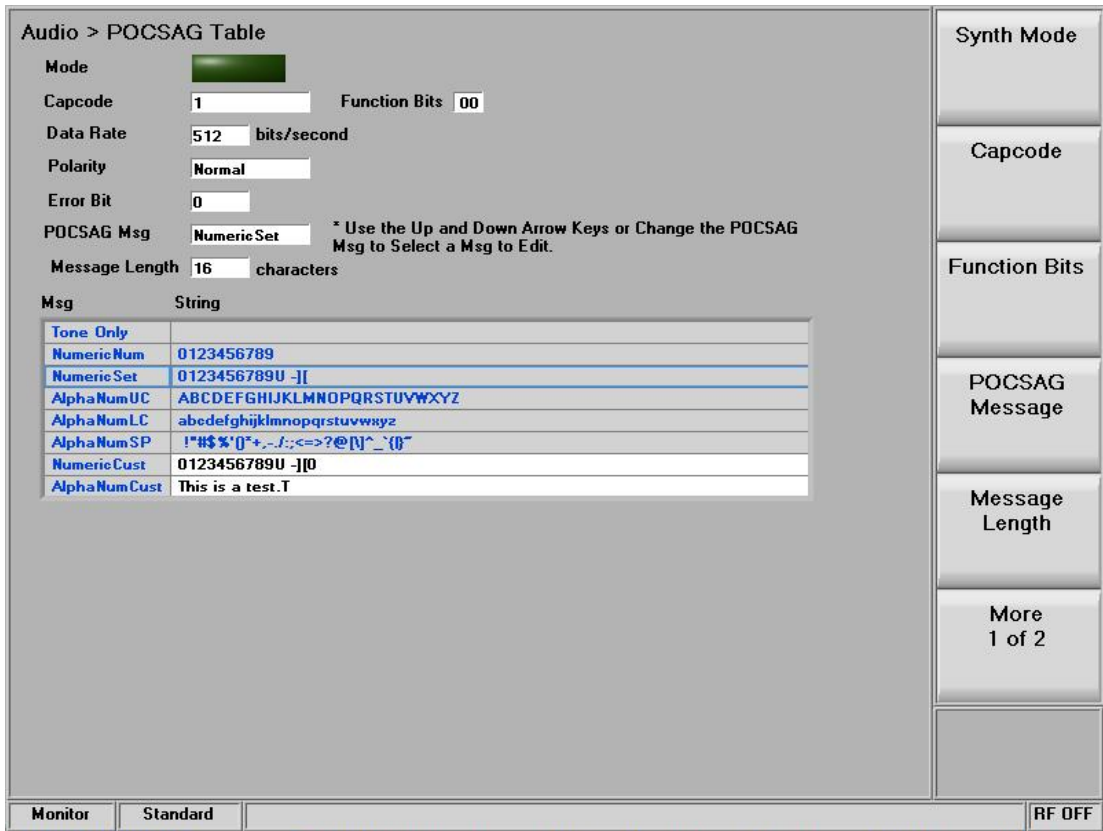 Audio > POCSAG Table
Mode
Capcode 1 Function Bits 00
Data Rate 512 bits/second
Polarity Normal
Error Bit 0
POCSAG Msg NumericSet * Use the Up and Down Arrow Keys or Change the POCSAG
Msg to Select a Msg to Edit.
Message Length 16 characters
Msg String
Tone Only
NumericNum 0123456789
NumericSet 0123456789U -][
AlphaNumUC ABCDEFGHIJKLMNOPQRSTUVWXYZ
AlphaNumLC abcdefghijklmnopqrstuvwxyz
AlphaNumSP !"#$%'()*+,-./:;<=>?@[\]^_`{|}~
NumericCust 0123456789U -][0
AlphaNumCust This is a test.T
Synth Mode
Capcode
Function Bits
POCSAG
Message
Message
Length
More
1 of 2
Monitor Standard RF OFF